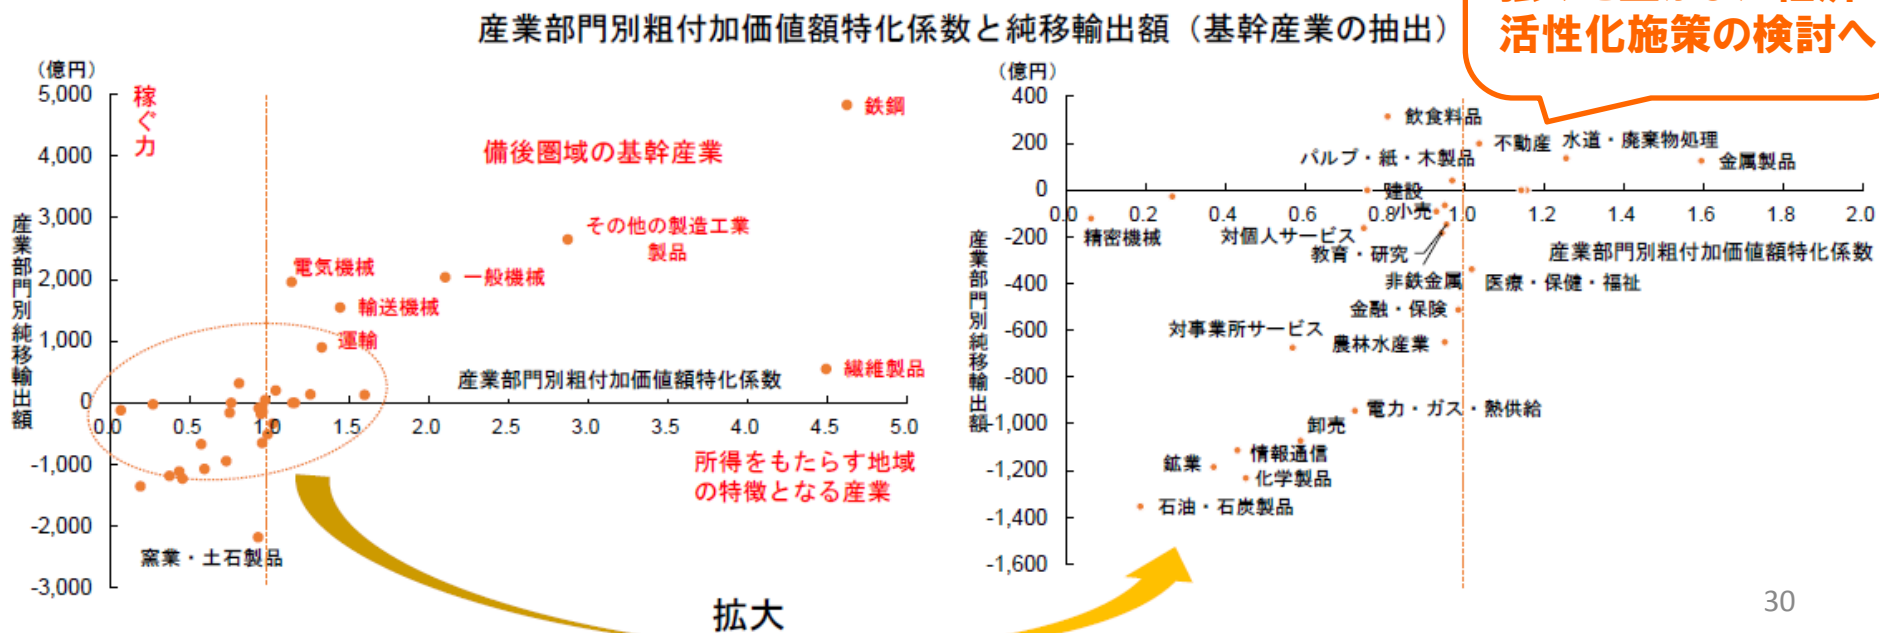 産業部門別粗付加価値額特化係数と純移輸出額（基幹産業の抽出）
活性化施策の検討へ
（億円）
5,000
4,000
3,000
2,000
1,000
0
-1,000
-2,000
-3,000
0.0
0.5
1.0
1.5
2.0
2.5
3.0
3.5
4.0
4.5
5.0
産業部門別純移輸出額
稼ぐ力
備後圏域の基幹産業
鉄鋼
その他の製造工業
製品
電気機械
一般機械
輸送機械
運輸
繊維製品
産業部門別粗付加価値額特化係数
所得をもたらす地域
の特徴となる産業
窯業・土石製品
拡大
（億円）
400
200
0
-200
-400
-600
-800
-1,000
-1,200
-1,400
-1,600
0.0
0.2
0.4
0.6
0.8
1.0
1.2
1.4
1.6
1.8
2.0
産業部門別純移輸出額
飲食料品
不動産
水道・廃棄物処理
パルプ・紙・木製品
金属製品
建設
小売
精密機械
対個人サービス
教育・研究
産業部門別粗付加価値額特化係数
非鉄金属
医療・保健・福祉
金融・保険
対事業所サービス
農林水産業
電力・ガス・熱供給
卸売
情報通信
鉱業
化学製品
石油・石炭製品
30